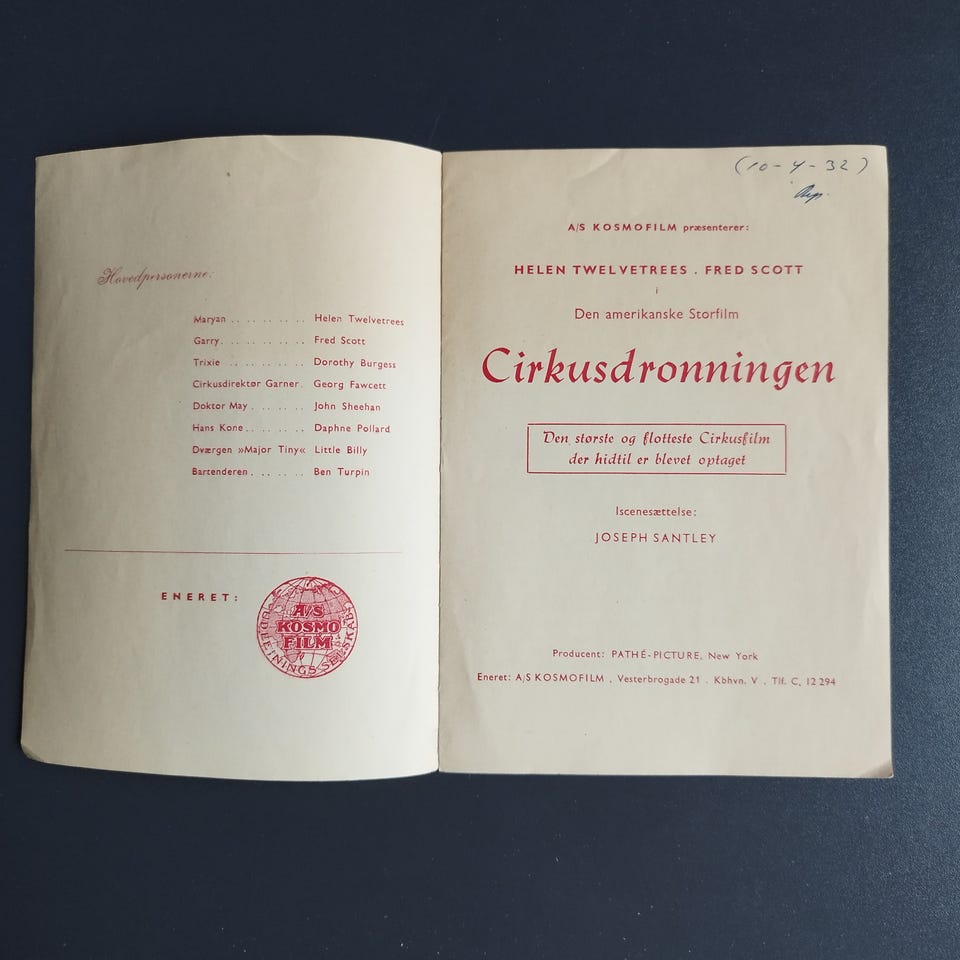 Hovedpersonerne:
Maryan . . . . . . . . . . Helen Twelvetrees
Garry. . . . . . . . . . . Fred Scott
Trixie . . . . . . . . . . Dorothy Burgess
Cirkusdirektør Garner. Georg Fawcett
Doktor May . . . . . . . John Sheehan
Hans Kone . . . . . . . . Daphne Pollard
Dværgen »Major Tiny« Little Billy
Bartenderen . . . . . . . Ben Turpin
ENERET:
A/S
KOSMO
FILM
UDLEJNINGS-SELSKAB
(10-4-32)
A/S KOSMOFILM præsenterer:
HELEN TWELVETREES . FRED SCOTT
i
Den amerikanske Storfilm
Cirkusdronningen
Den største og flotteste Cirkusfilm
der hidtil er blevet optaget
Iscenesættelse:
JOSEPH SANTLEY
Producent: PATHÉ-PICTURE, New York
Eneret: A/S KOSMOFILM . Vesterbrogade 21 . Kbhvn. V . Tlf. C. 12 294